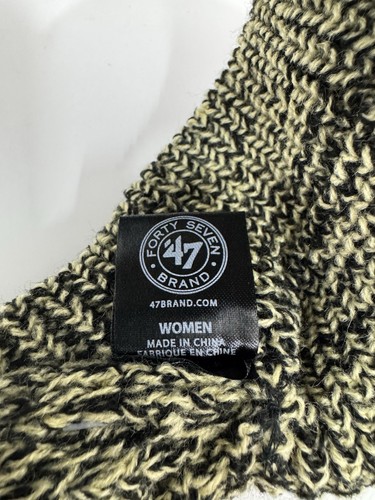 FORTY SEVEN
'47
BRAND
47BRAND.COM
WOMEN
MADE IN CHINA
FABRIQUE EN CHINE